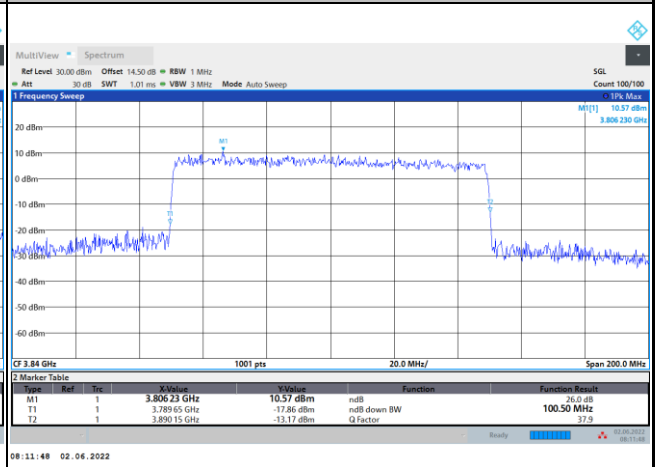 MultiView Spectrum
Ref Level 30.00 dBm Offset 14.50 dB RBW 1 MHz SGL
Att 30 dB SWT 1.01 ms VBW 3 MHz Mode Auto Sweep Count 100/100
1 Frequency Sweep 1Pk Max
M1[1] 10.57 dBm
3.806 230 GHz
20 dBm
M1
10 dBm
0 dBm
-10 dBm
T1
T2
-20 dBm
-30 dBm
-40 dBm
-50 dBm
-60 dBm
CF 3.84 GHz 1001 pts 20.0 MHz/ Span 200.0 MHz
2 Marker Table
Type Ref Trc X-Value Y-Value Function Function Result
M1 1 3.806 23 GHz 10.57 dBm ndB 26.0 dB
T1 1 3.789 65 GHz -17.86 dBm ndB down BW 100.50 MHz
T2 1 3.890 15 GHz -13.17 dBm Q Factor 37.9
Ready 02.06.2022
08:11:48
08:11:48 02.06.2022